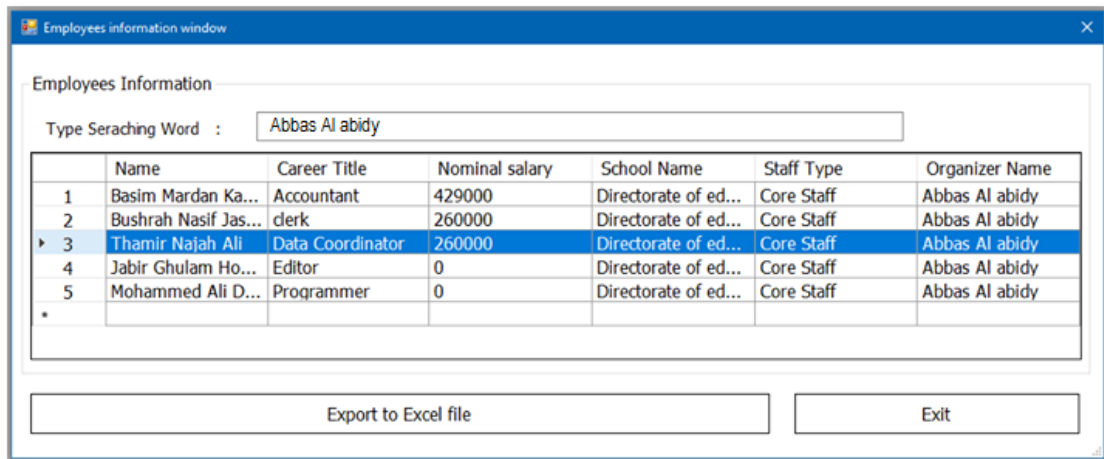 Employees information window
Employees Information
Type Seraching Word :
Abbas Al abidy
Name Career Title Nominal salary School Name Staff Type Organizer Name
1 Basim Mardan Ka... Accountant 429000 Directorate of ed... Core Staff Abbas Al abidy
2 Bushrah Nasif Jas... clerk 260000 Directorate of ed... Core Staff Abbas Al abidy
3 Thamir Najah Ali Data Coordinator 260000 Directorate of ed... Core Staff Abbas Al abidy
4 Jabir Ghulam Ho... Editor 0 Directorate of ed... Core Staff Abbas Al abidy
5 Mohammed Ali D... Programmer 0 Directorate of ed... Core Staff Abbas Al abidy
*
Export to Excel file Exit